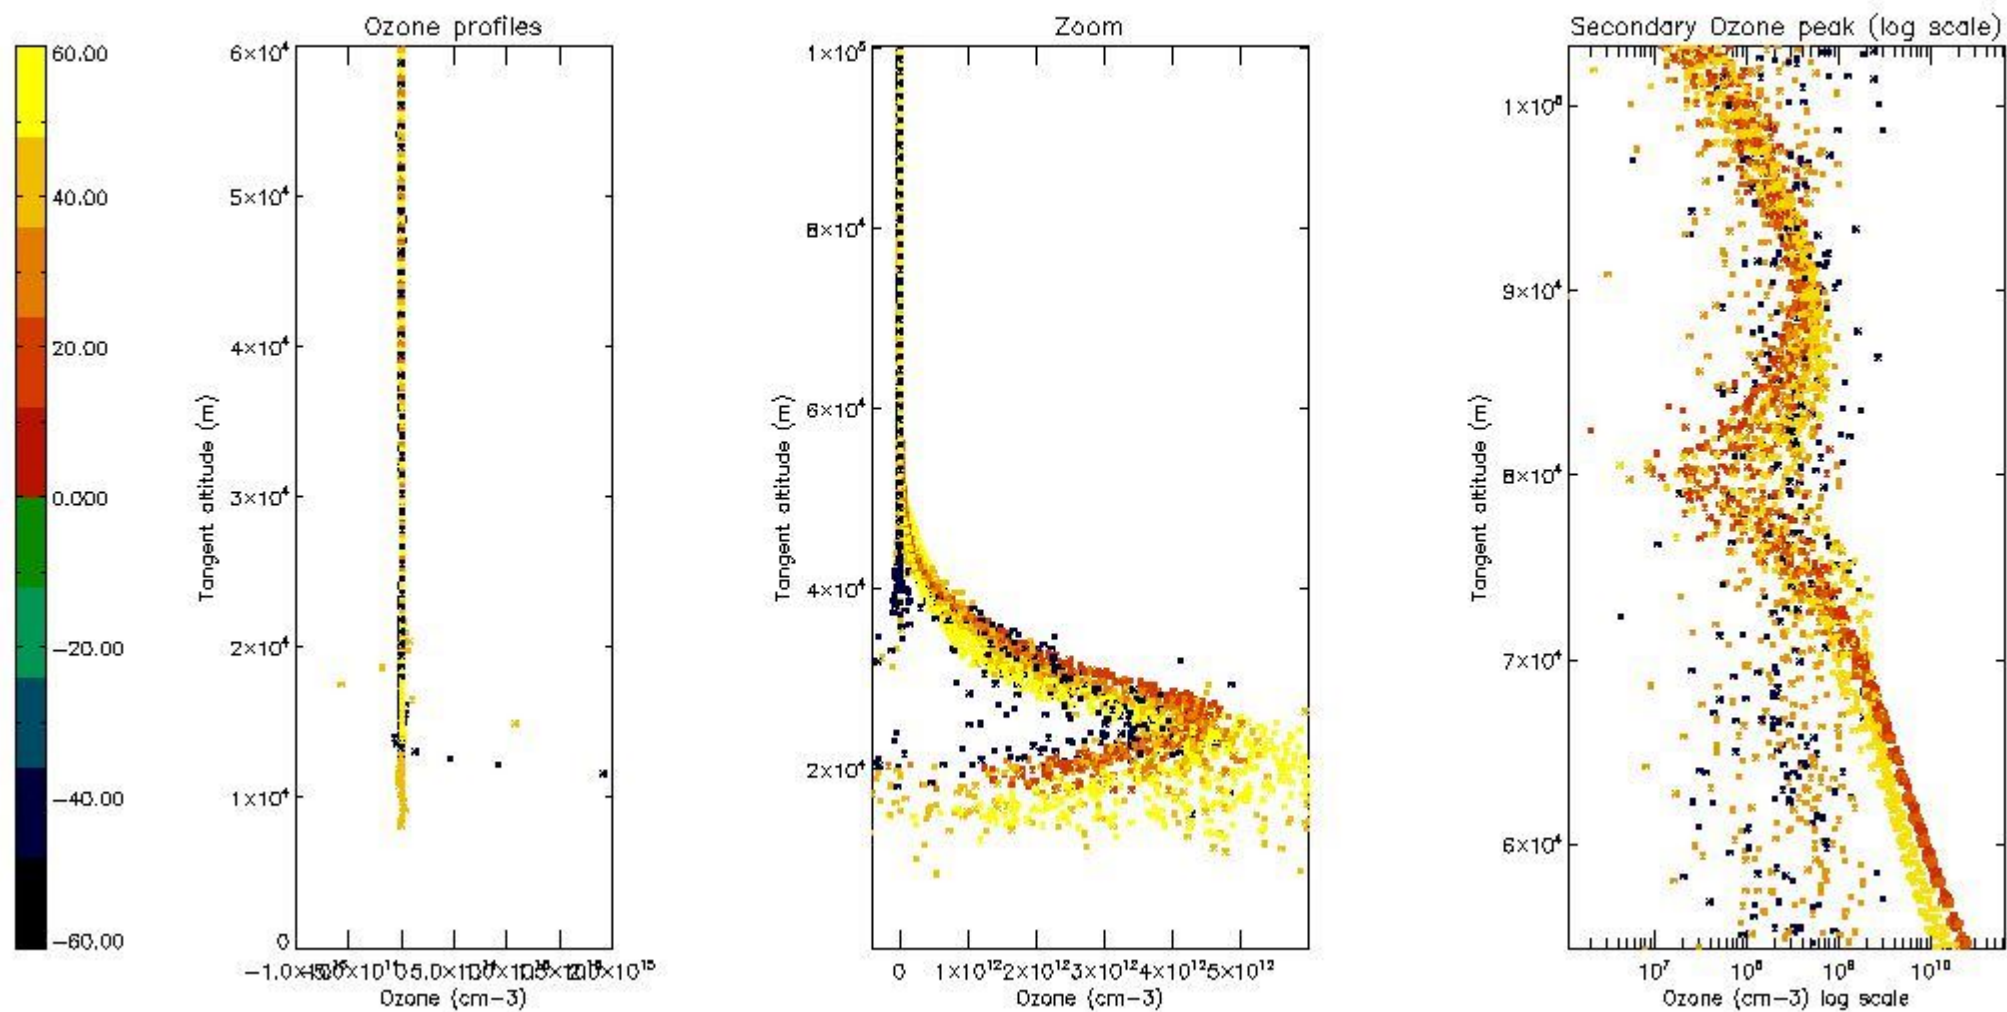 Ozone profiles
Zoom
Secondary Ozone peak (log scale)
60.00
40.00
20.00
0.000
-20.00
-40.00
-60.00
6×10⁴
5×10⁴
4×10⁴
3×10⁴
2×10⁴
1×10⁴
0
Tangent altitude (m)
Ozone (cm-3)
1×10⁵
8×10⁴
6×10⁴
4×10⁴
2×10⁴
Tangent altitude (m)
0 1×10¹² 2×10¹² 3×10¹² 4×10¹² 5×10¹²
Ozone (cm-3)
9×10⁴
8×10⁴
7×10⁴
6×10⁴
Tangent altitude (m)
10⁷ 10⁸ 10⁹ 10¹⁰
Ozone (cm-3) log scale